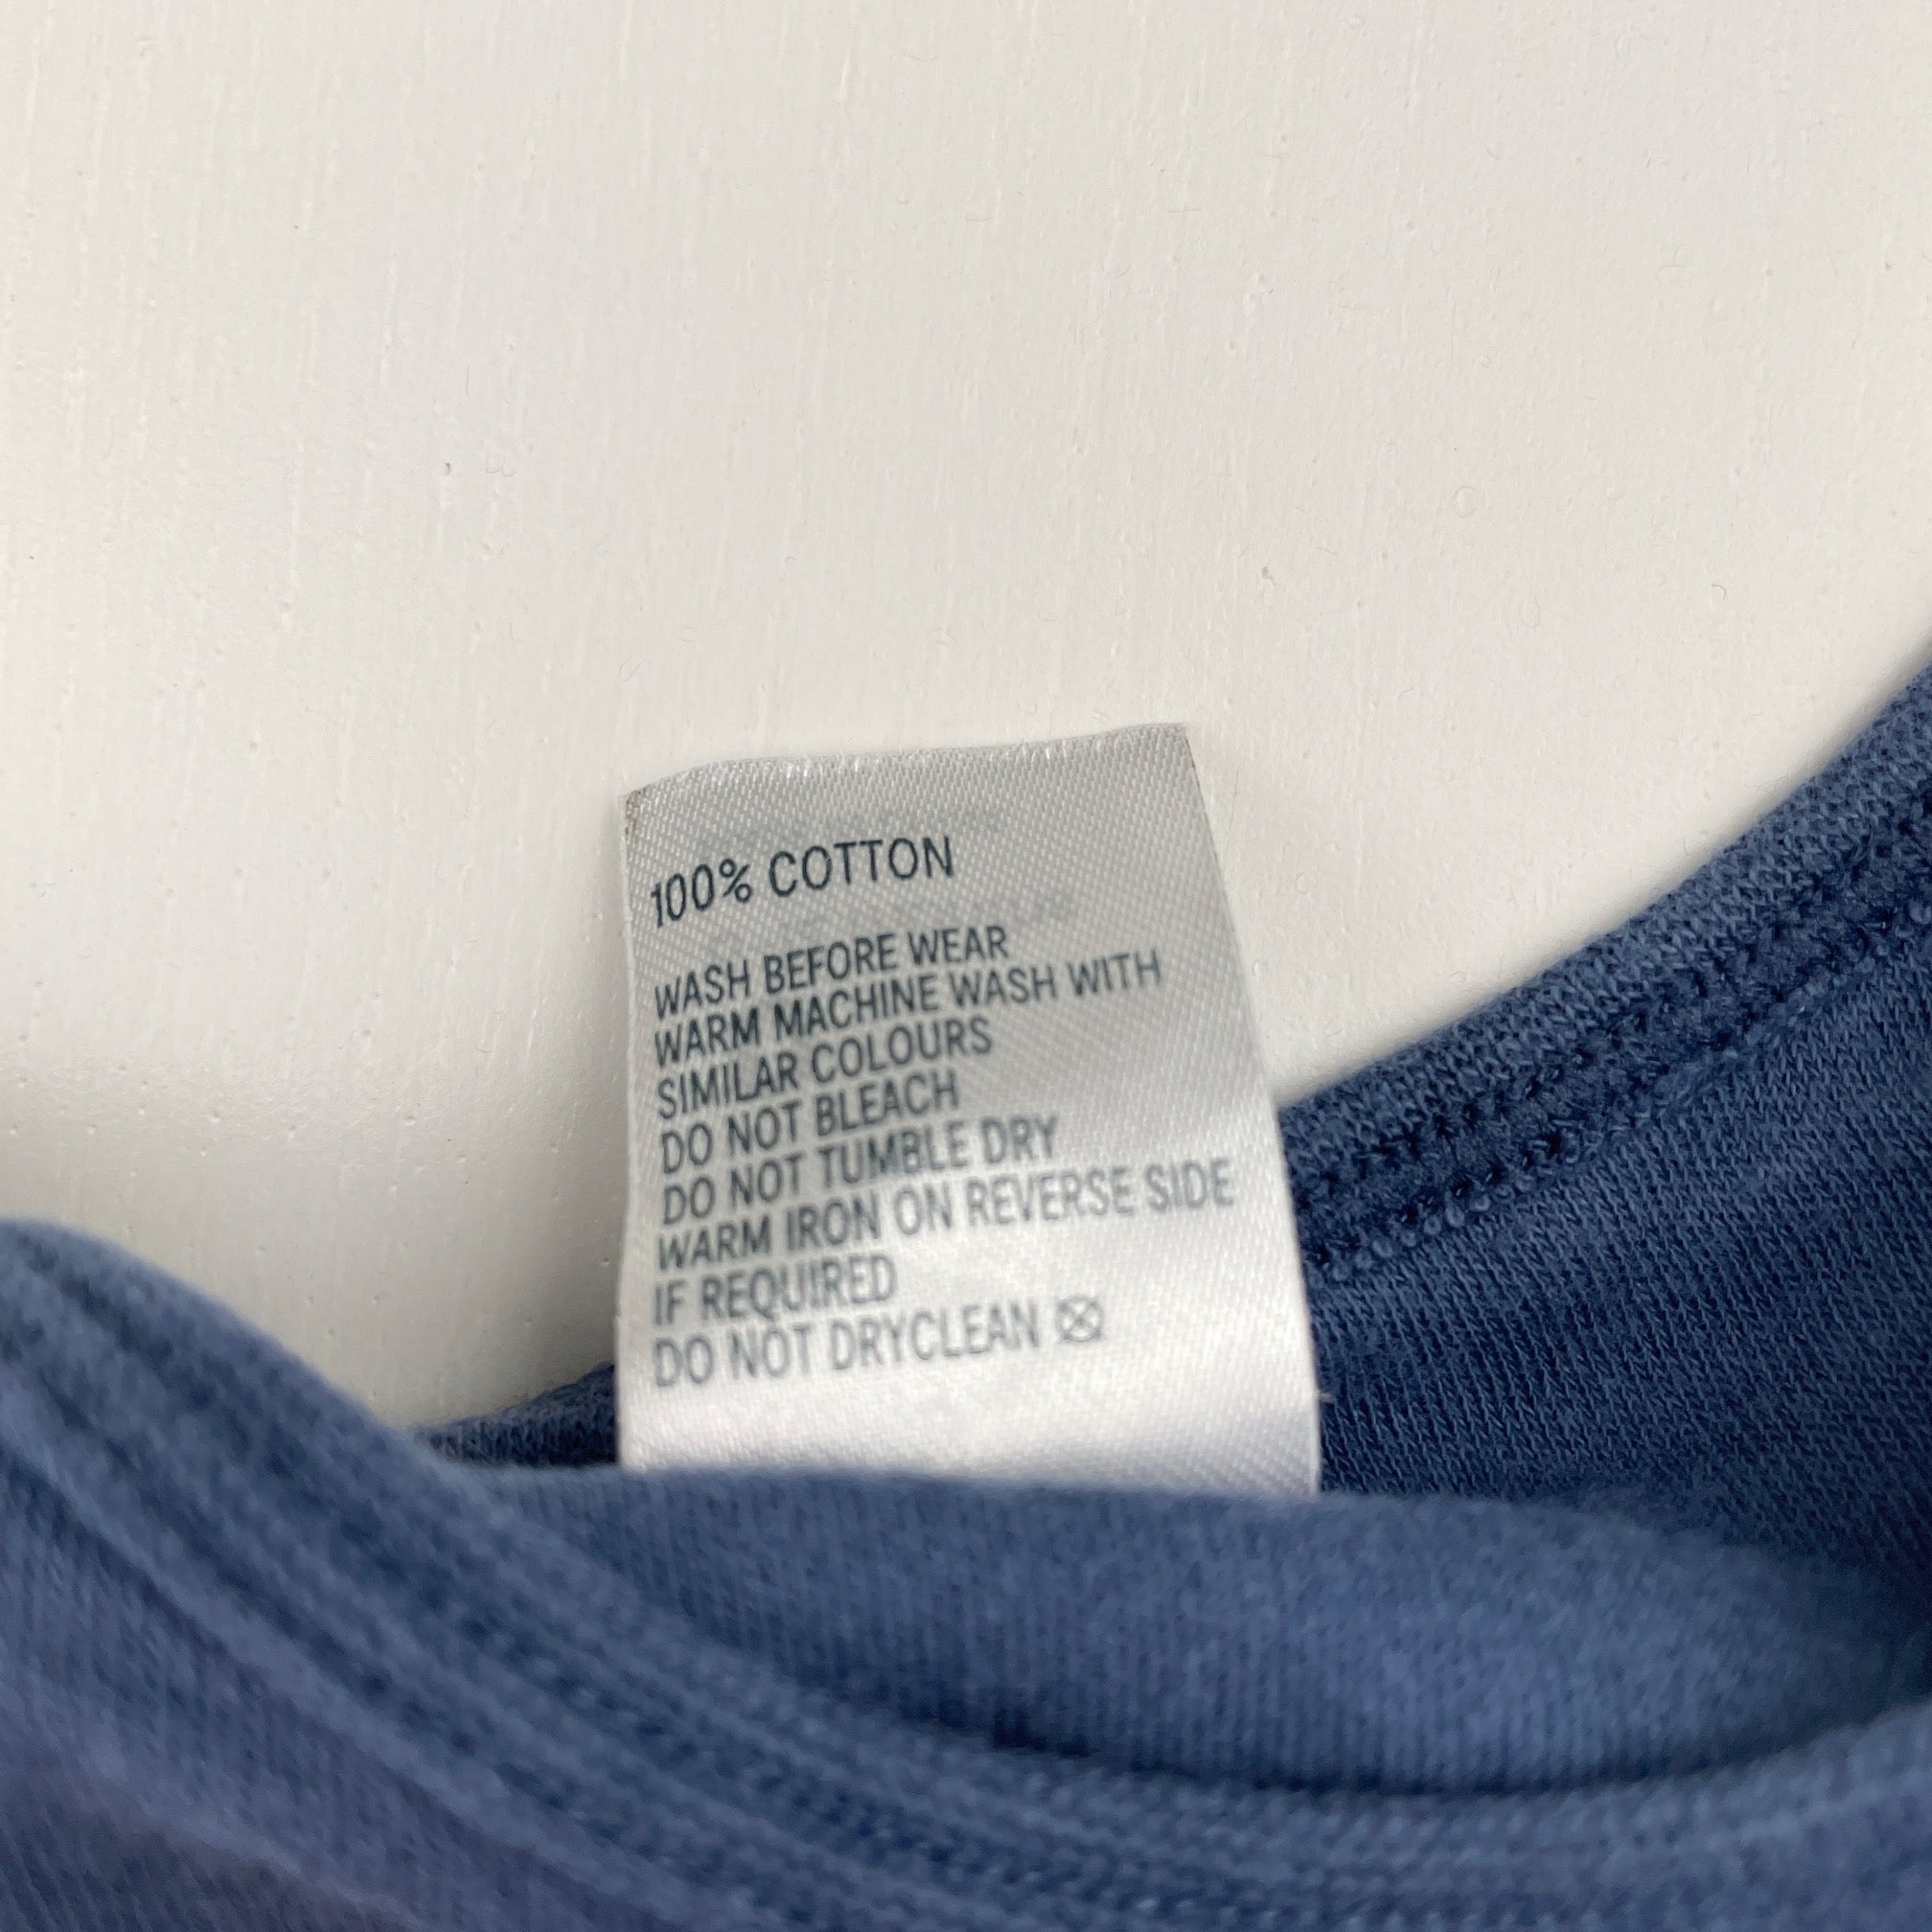 100% COTTON
WASH BEFORE WEAR
WARM MACHINE WASH WITH
SIMILAR COLOURS
DO NOT BLEACH
DO NOT TUMBLE DRY
WARM IRON ON REVERSE SIDE
IF REQUIRED
DO NOT DRYCLEAN